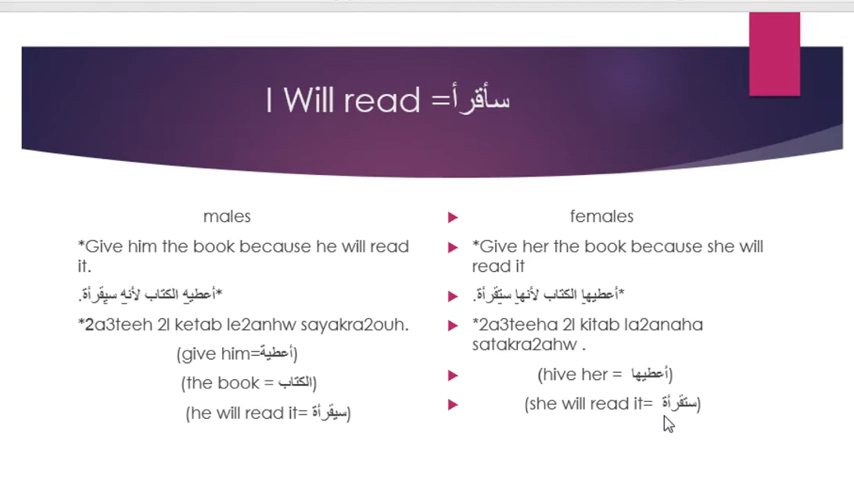 I Will read =سأقرأ
males
*Give him the book because he will read
it.
*أعطيهِ الكتاب لأنهِ سيقرأة.
*2a3teeh 2l ketab le2anhw sayakra2ouh.
(give him=أعطية)
(the book = الكتاب)
(he will read it= سيقرأة)
females
*Give her the book because she will
read it
*أعطيها الكتاب لأنها ستقرأة.
*2a3teeha 2l kitab la2anaha
satakra2ahw .
(hive her = أعطيها)
(she will read it= ستقرأة)